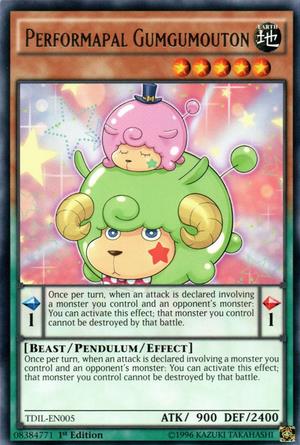 PERFORMAPAL GUMGUMOUTON
EARTH
地
Once per turn, when an attack is declared involving
a monster you control and an opponent's monster:
You can activate this effect; that monster you
control cannot be destroyed by that battle.
1
1
[BEAST/PENDULUM/EFFECT]
Once per turn, when an attack is declared involving a monster you control
and an opponent's monster: You can activate this effect; that monster you
control cannot be destroyed by that battle.
TDIL-EN005
ATK/ 900 DEF/2400
08384771 1st Edition
©1996 KAZUKI TAKAHASHI